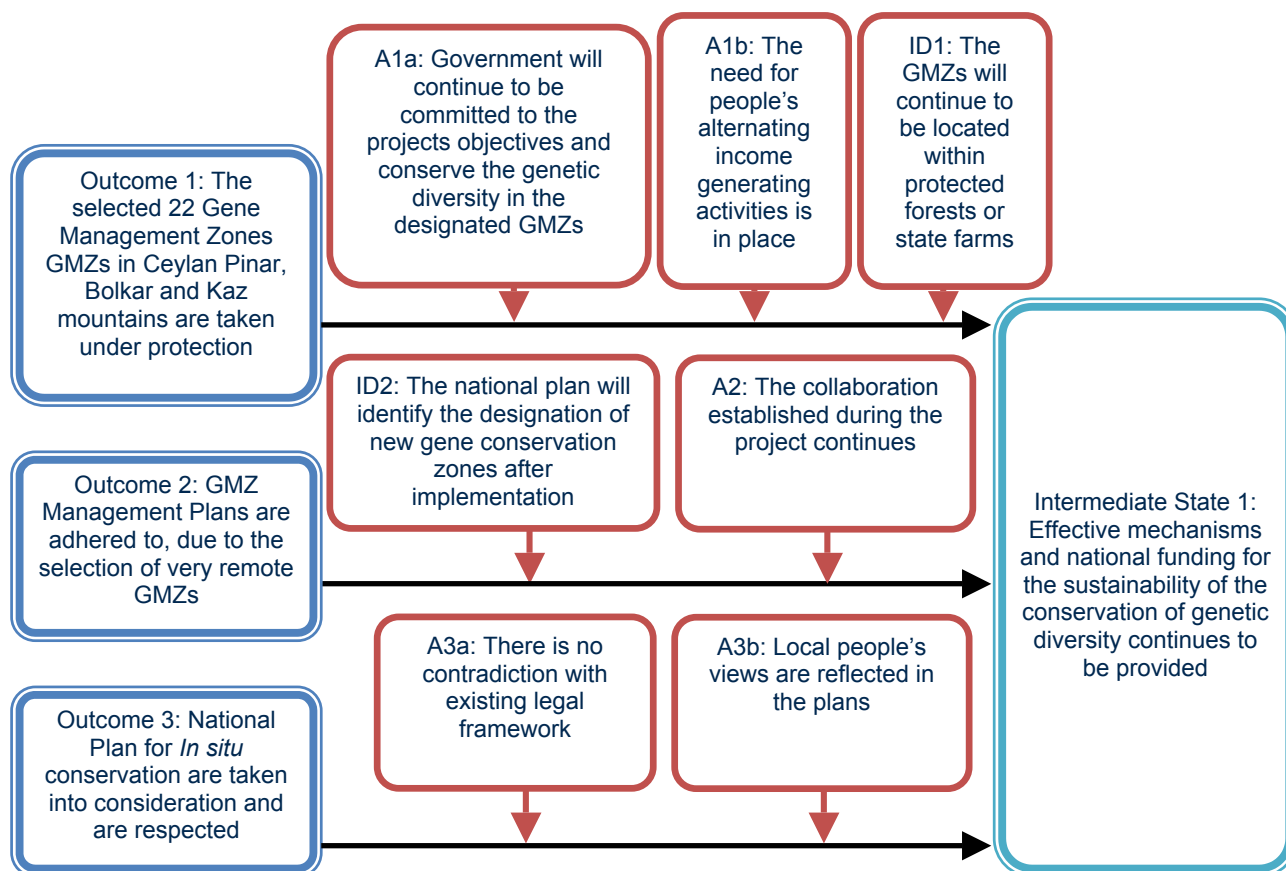 Outcome 1: The
selected 22 Gene
Management Zones
GMZs in Ceylan Pinar,
Bolkar and Kaz
mountains are taken
under protection
A1a: Government will
continue to be
committed to the
projects objectives and
conserve the genetic
diversity in the
designated GMZs
A1b: The
need for
people’s
alternating
income
generating
activities is
in place
ID1: The
GMZs will
continue to
be located
within
protected
forests or
state farms
Outcome 2: GMZ
Management Plans are
adhered to, due to the
selection of very remote
GMZs
ID2: The national plan will
identify the designation of
new gene conservation
zones after
implementation
A2: The collaboration
established during the
project continues
Outcome 3: National
Plan for In situ
conservation are taken
into consideration and
are respected
A3a: There is no
contradiction with
existing legal
framework
A3b: Local people’s
views are reflected in
the plans
Intermediate State 1:
Effective mechanisms
and national funding for
the sustainability of the
conservation of genetic
diversity continues to
be provided